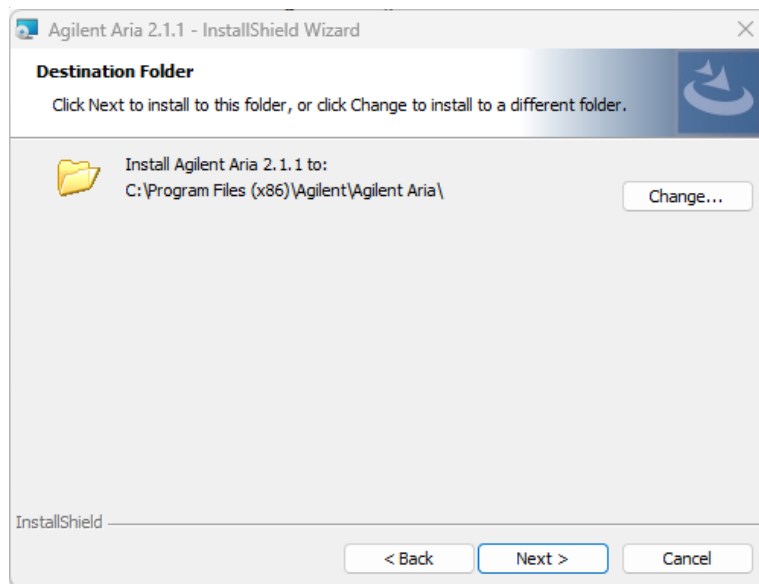 Agilent Aria 2.1.1 - InstallShield Wizard
Destination Folder
Click Next to install to this folder, or click Change to install to a different folder.
Install Agilent Aria 2.1.1 to:
C:\Program Files (x86)\Agilent\Agilent Aria\
Change...
InstallShield
< Back
Next >
Cancel